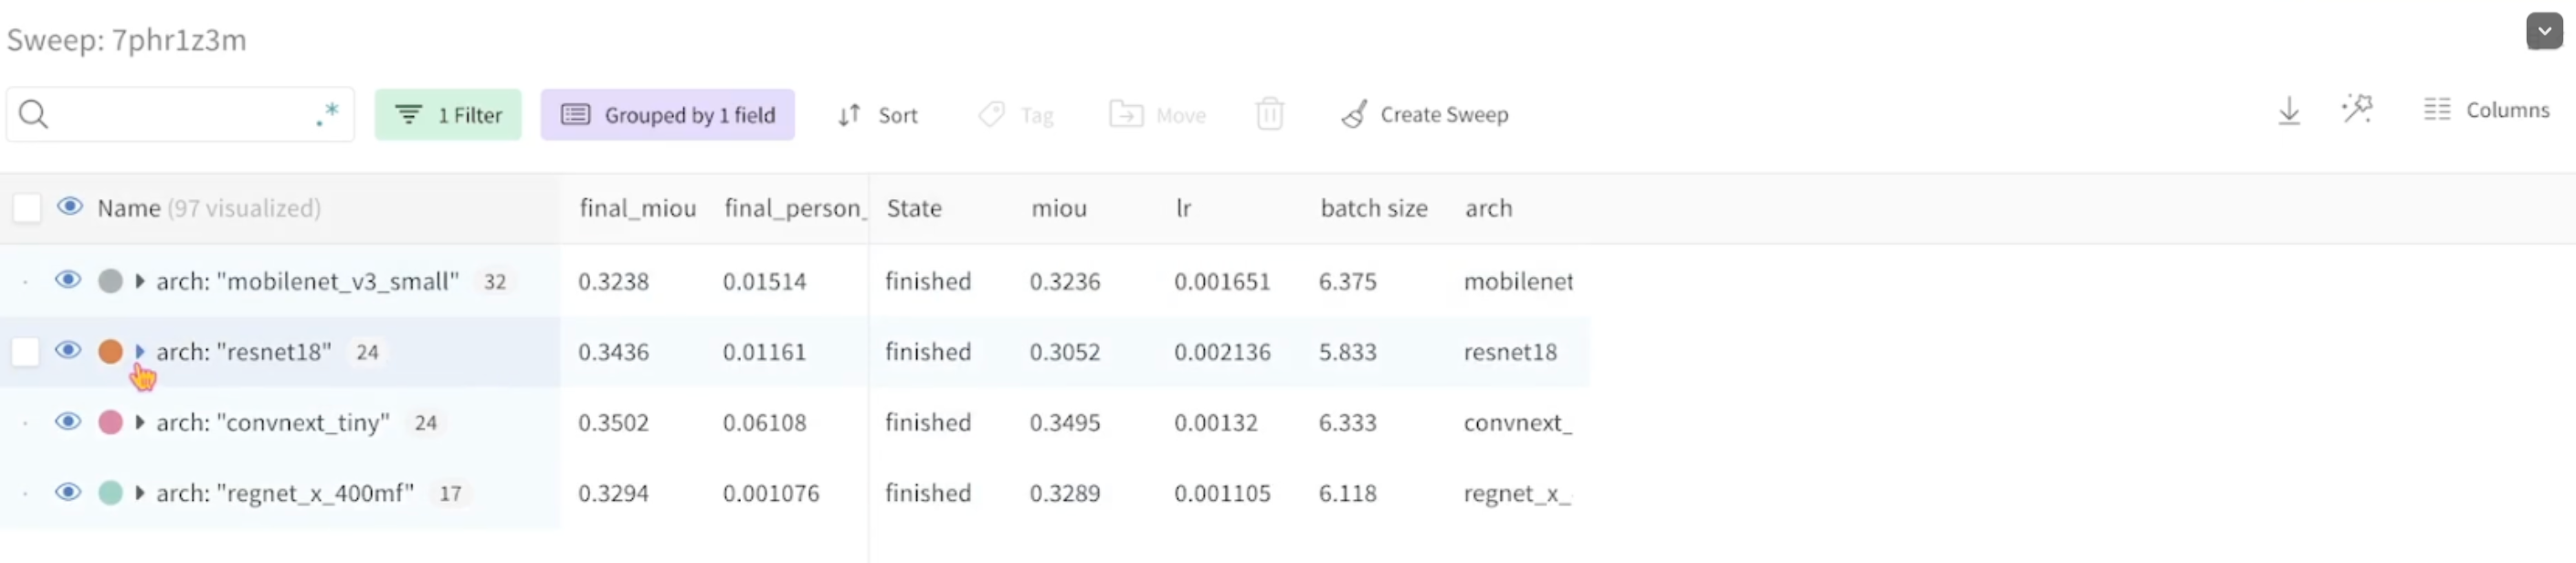 Sweep: 7phr1z3m
.* 1 Filter Grouped by 1 field Sort Tag Move Create Sweep Columns
Name (97 visualized) final_miou final_person_ State miou lr batch size arch
arch: "mobilenet_v3_small" 32 0.3238 0.01514 finished 0.3236 0.001651 6.375 mobilenet
arch: "resnet18" 24 0.3436 0.01161 finished 0.3052 0.002136 5.833 resnet18
arch: "convnext_tiny" 24 0.3502 0.06108 finished 0.3495 0.00132 6.333 convnext_
arch: "regnet_x_400mf" 17 0.3294 0.001076 finished 0.3289 0.001105 6.118 regnet_x_